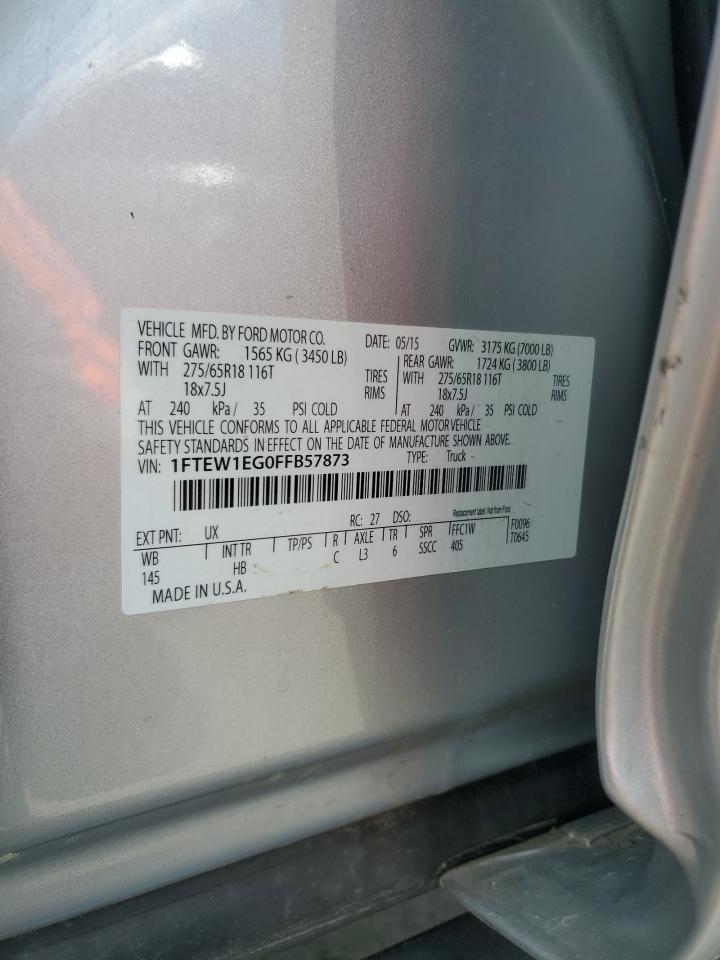 VEHICLE MFD. BY FORD MOTOR CO. DATE: 05/15 GVWR: 3175 KG (7000 LB)
FRONT GAWR: 1565 KG ( 3450 LB) REAR GAWR: 1724 KG ( 3800 LB)
WITH 275/65R18 116T TIRES WITH 275/65R18 116T TIRES
18x7.5J RIMS 18x7.5J RIMS
AT 240 kPa / 35 PSI COLD AT 240 kPa / 35 PSI COLD
THIS VEHICLE CONFORMS TO ALL APPLICABLE FEDERAL MOTOR VEHICLE
SAFETY STANDARDS IN EFFECT ON THE DATE OF MANUFACTURE SHOWN ABOVE.
VIN: 1FTEW1EG0FFB57873 TYPE: Truck
Replacement label. Not from Ford
EXT PNT: UX RC: 27 DSO:
WB INT TR TP/PS R AXLE TR SPR FFC1W F0096
145 HB C L3 6 SSCC 405 T0645
MADE IN U.S.A.